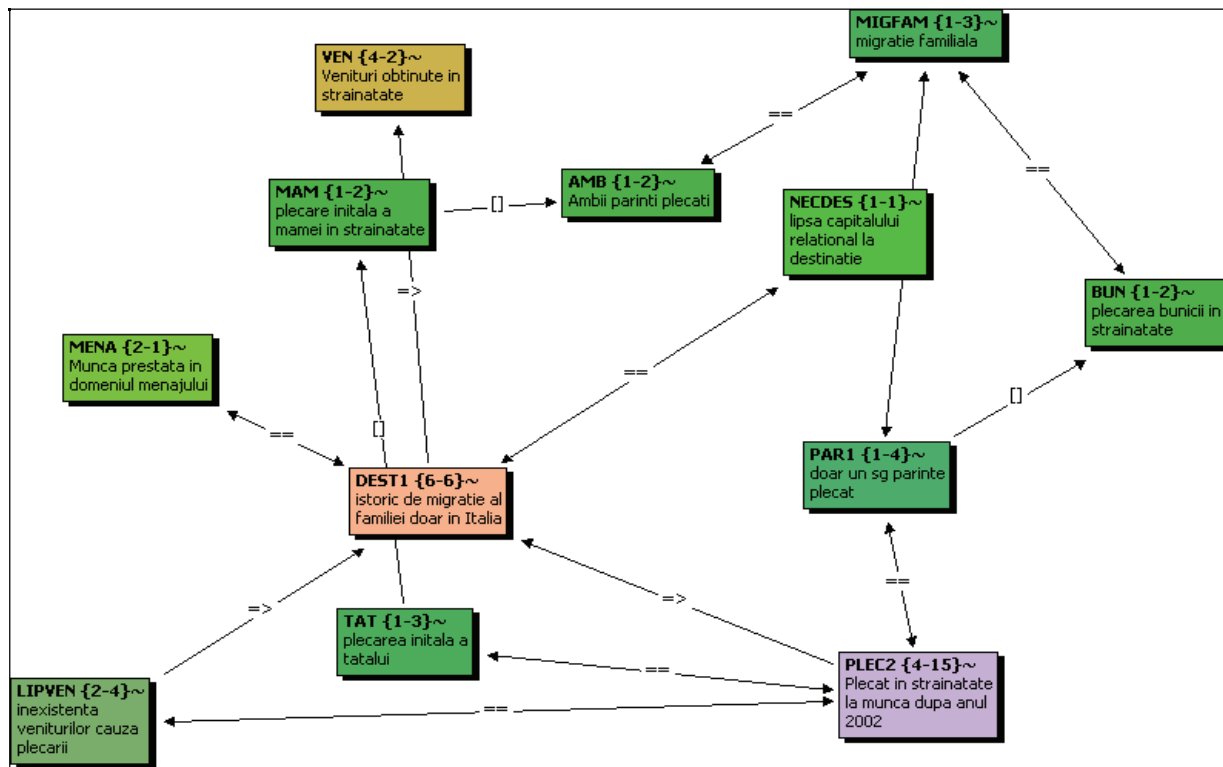 MIGFAM {1-3}~
migratie familiala
VEN {4-2}~
Venituri obtinute in
strainatate
==
==
AMB {1-2}~
Ambii parinti plecati
MAM {1-2}~
plecare initala a
mamei in strainatate
[]
NECDES {1-1}~
lipsa capitalului
relational la
destinatie
=>
BUN {1-2}~
plecarea bunicii in
strainatate
MENA {2-1}~
Munca prestata in
domeniul menajului
==
[]
==
[]
PAR1 {1-4}~
doar un sg parinte
plecat
DEST1 {6-6}~
istoric de migratie al
familiei doar in Italia
==
=>
=>
TAT {1-3}~
plecarea initala a
tatalui
==
PLEC2 {4-15}~
Plecat in strainatate
la munca dupa anul
2002
LIPVEN {2-4}~
inexistenta
veniturilor cauza
plecarii
==